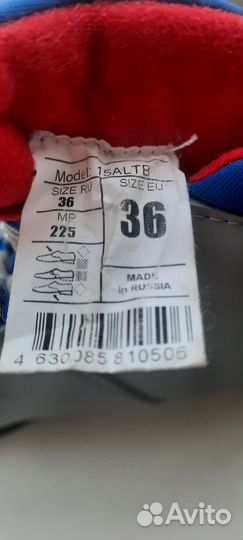 Model: 15ALTB
SIZE RU
36
MP
225
SIZE EU
36
MADE
in RUSSIA
4 630085 810506
Avito